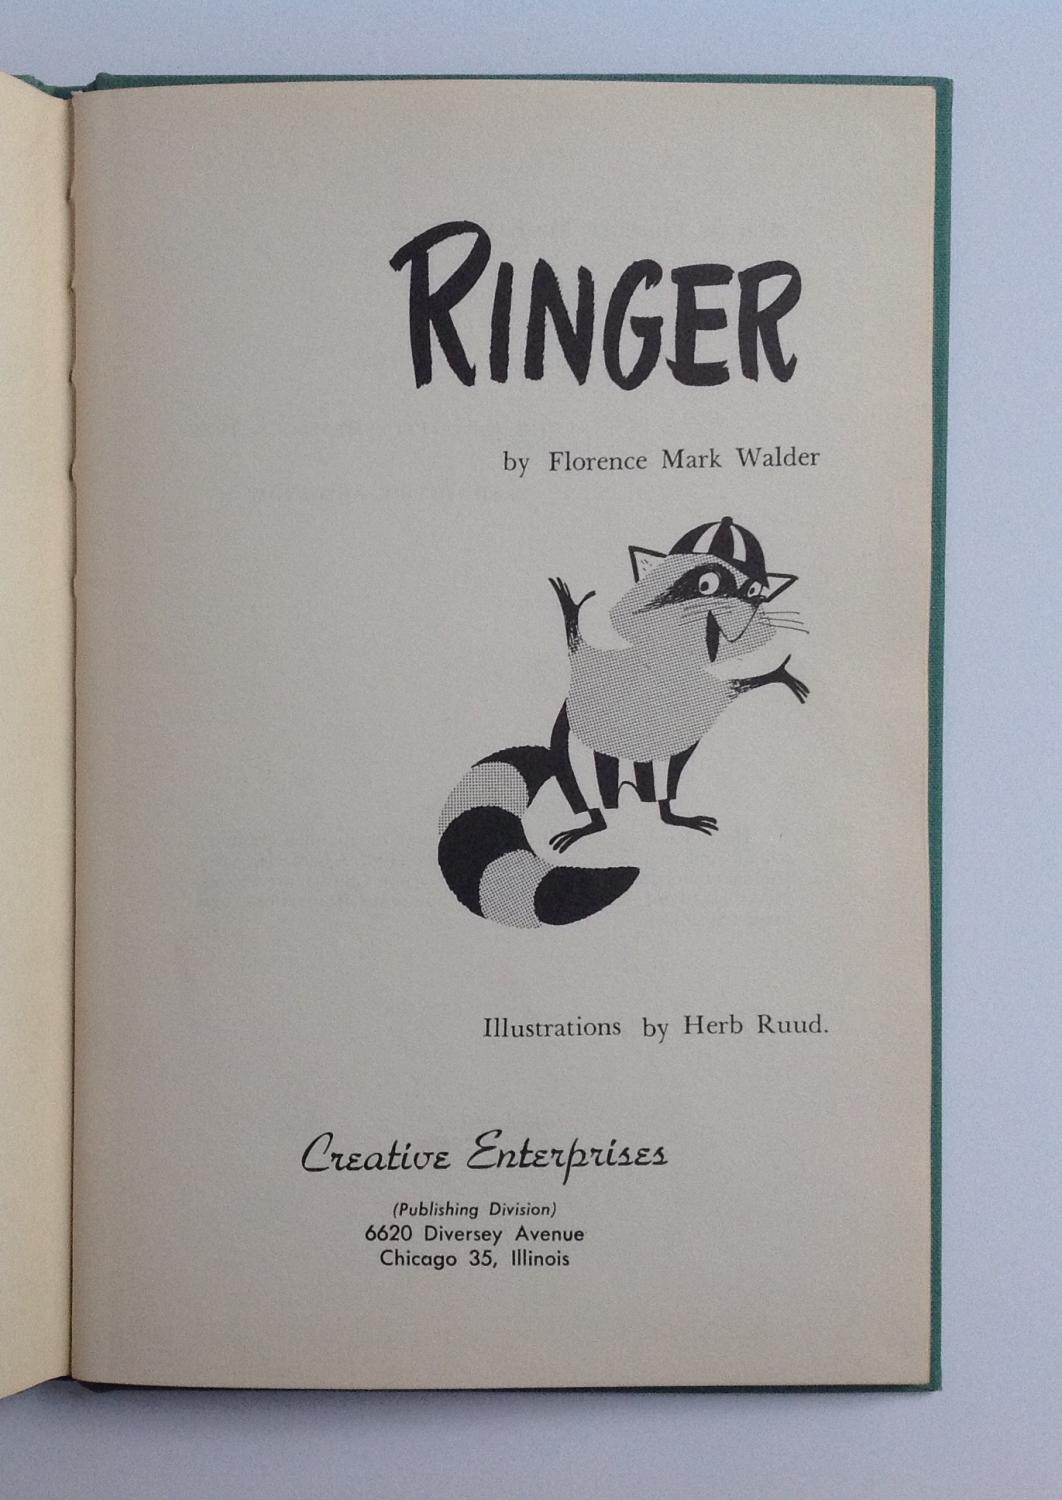 RINGER
by Florence Mark Walder
Illustrations by Herb Ruud.
Creative Enterprises
(Publishing Division)
6620 Diversey Avenue
Chicago 35, Illinois